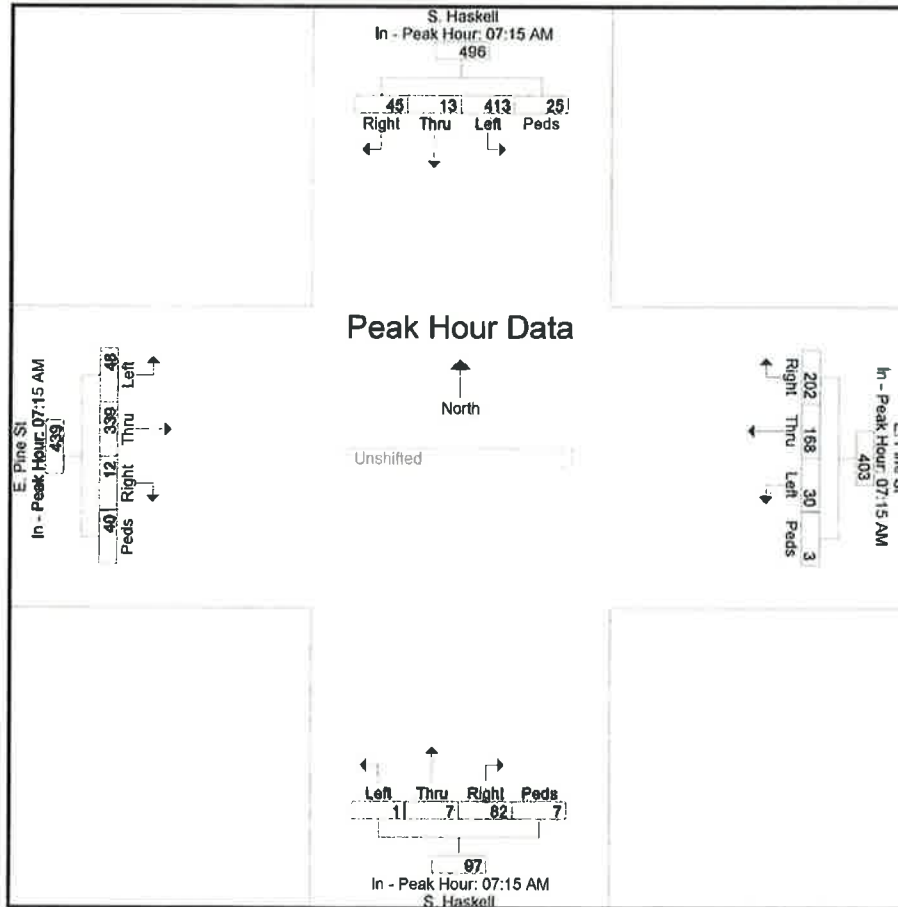 S. Haskell
In - Peak Hour: 07:15 AM
496
45 13 413 25
Right Thru Left Peds
Peak Hour Data
North
Unshifted
E. Pine St
In - Peak Hour: 07:15 AM
439
48 339 12 40
Left Thru Right Peds
In - Peak Hour: 07:15 AM
403
202 168 30 3
Right Thru Left Peds
Left Thru Right Peds
1 7 82 7
97
In - Peak Hour: 07:15 AM
S. Haskell